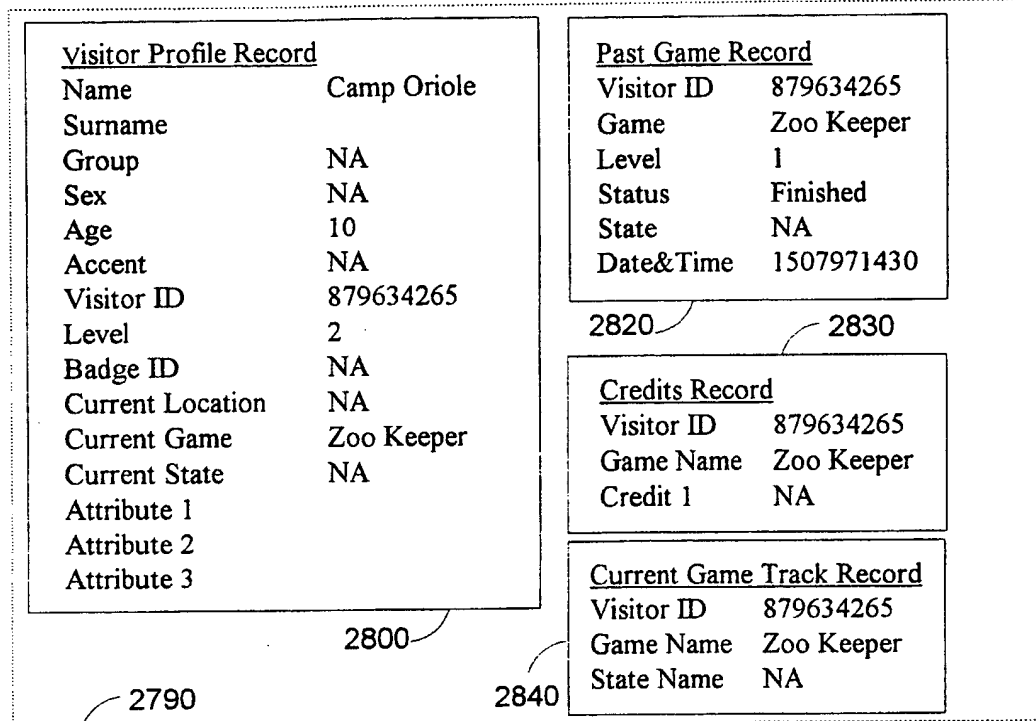 Visitor Profile Record
Name Camp Oriole
Surname
Group NA
Sex NA
Age 10
Accent NA
Visitor ID 879634265
Level 2
Badge ID NA
Current Location NA
Current Game Zoo Keeper
Current State NA
Attribute 1
Attribute 2
Attribute 3
2800
2790
Past Game Record
Visitor ID 879634265
Game Zoo Keeper
Level 1
Status Finished
State NA
Date&Time 1507971430
2820
2830
Credits Record
Visitor ID 879634265
Game Name Zoo Keeper
Credit 1 NA
Current Game Track Record
Visitor ID 879634265
Game Name Zoo Keeper
State Name NA
2840